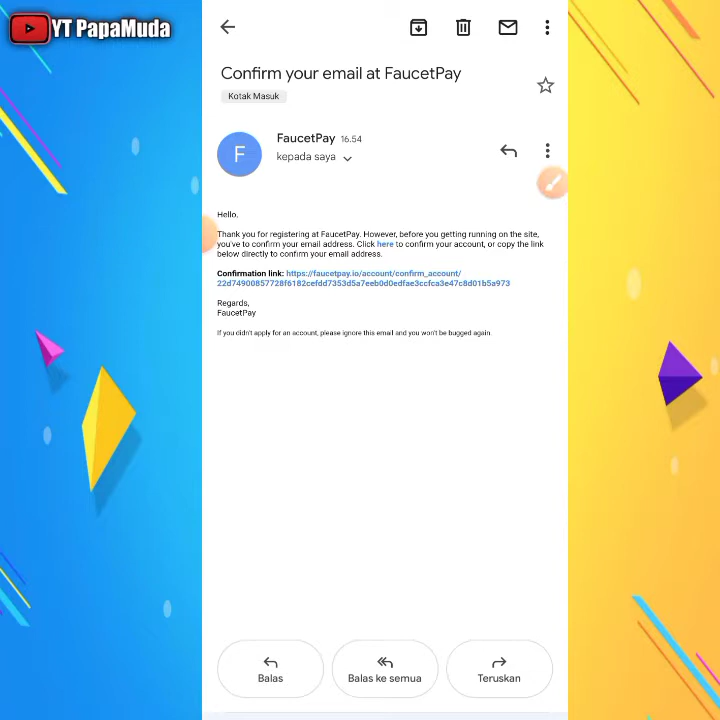 YT PapaMuda
Confirm your email at FaucetPay
Kotak Masuk
F
FaucetPay 16.54
kepada saya
Hello,
Thank you for registering at FaucetPay. However, before you getting running on the site,
you've to confirm your email address. Click here to confirm your account, or copy the link
below directly to confirm your email address.
Confirmation link: https://faucetpay.io/account/confirm_account/
22d74900857728f6182cefdd7353d5a7eeb0d0edfae3ccfca3e47c8d01b5a973
Regards,
FaucetPay
If you didn't apply for an account, please ignore this email and you won't be bugged again.
Balas
Balas ke semua
Teruskan